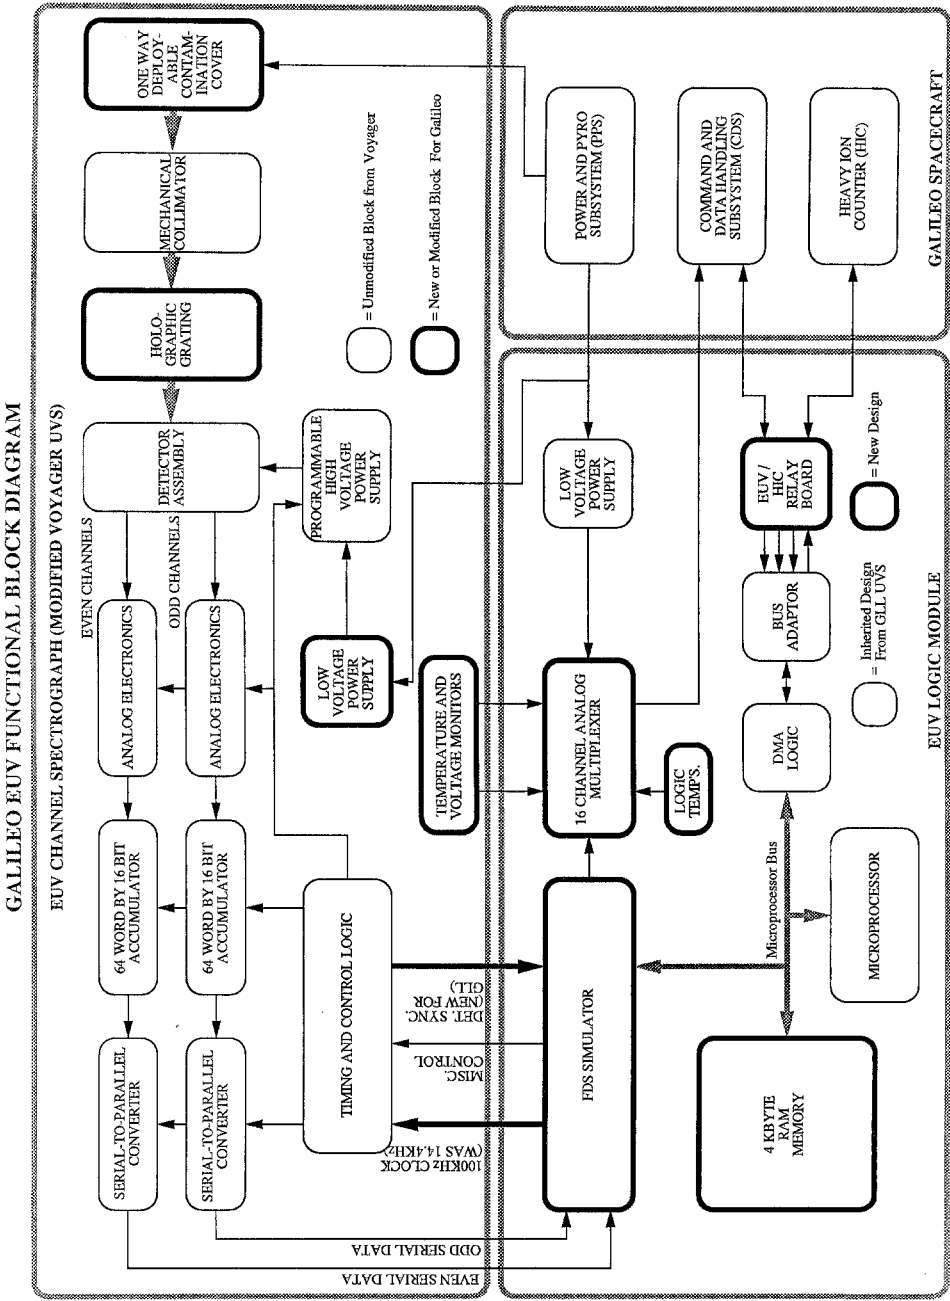 GALILEO EUV FUNCTIONAL BLOCK DIAGRAM
EUV CHANNEL SPECTROGRAPH (MODIFIED VOYAGER UVS)
SERIAL-TO-PARALLEL
CONVERTER
64 WORD BY 16 BIT
ACCUMULATOR
ANALOG ELECTRONICS
EVEN CHANNELS
DETECTOR
ASSEMBLY
HOLO-
GRAPHIC
GRATING
MECHANICAL
COLLIMATOR
ONE WAY
DEPLOY-
ABLE
CONTAM-
INATION
COVER
SERIAL-TO-PARALLEL
CONVERTER
64 WORD BY 16 BIT
ACCUMULATOR
ANALOG ELECTRONICS
ODD CHANNELS
TIMING AND CONTROL LOGIC
LOW
VOLTAGE
POWER
SUPPLY
PROGRAMMABLE
HIGH
VOLTAGE
POWER
SUPPLY
= Unmodified Block from Voyager
= New or Modified Block For Galileo
EVEN SERIAL DATA
ODD SERIAL DATA
100KHz CLOCK
(WAS 14.4KHz)
MISC.
CONTROL
DET. SYNC.
(NEW FOR
GLL)
TEMPERATURE AND
VOLTAGE MONITORS
FDS SIMULATOR
16 CHANNEL ANALOG
MULTIPLEXER
LOW
VOLTAGE
POWER
SUPPLY
POWER AND PYRO
SUBSYSTEM (PPS)
LOGIC
TEMP'S.
COMMAND AND
DATA HANDLING
SUBSYSTEM (CDS)
4 KBYTE
RAM
MEMORY
Microprocessor Bus
MICROPROCESSOR
DMA
LOGIC
BUS
ADAPTOR
EUV /
HIC
RELAY
BOARD
HEAVY ION
COUNTER (HIC)
= Inherited Design
From GLL UVS
= New Design
EUV LOGIC MODULE
GALILEO SPACECRAFT